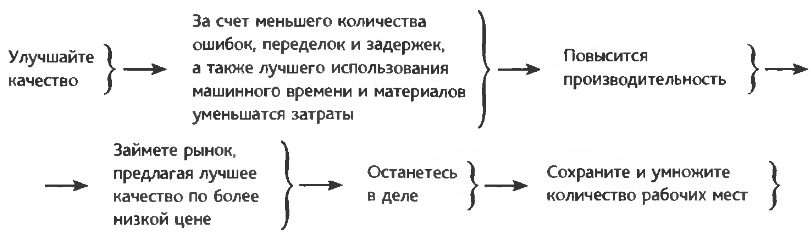 Улучшайте
качество
За счет меньшего количества
ошибок, переделок и задержек,
а также лучшего использования
машинного времени и материалов
уменьшатся затраты
Повысится
производительность
Займете рынок,
предлагая лучшее
качество по более
низкой цене
Останетесь
в деле
Сохраните и умножите
количество рабочих мест